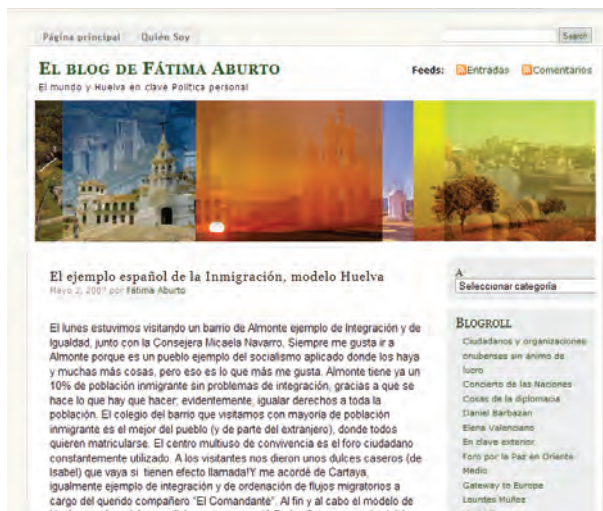 Página principal Quién Soy
Search
EL BLOG DE FÁTIMA ABURTO
Feeds: Entradas Comentarios
El mundo y Huelva en clave Política personal
El ejemplo español de la Inmigración, modelo Huelva
Mayo 2, 2007 por Fátima Aburto
El lunes estuvimos visitando un barrio de Almonte ejemplo de Integración y de
Igualdad, junto con la Consejera Micaela Navarro. Siempre me gusta ir a
Almonte porque es un pueblo ejemplo del socialismo aplicado donde los haya
y muchas más cosas, pero eso es lo que más me gusta. Almonte tiene ya un
10% de población inmigrante sin problemas de integración, gracias a que se
hace lo que hay que hacer, evidentemente, igualar derechos a toda la
población. El colegio del barrio que visitamos con mayoría de población
inmigrante es el mejor del pueblo (y de parte del extranjero), donde todos
quieren matricularse. El centro multiuso de convivencia es el foro ciudadano
constantemente utilizado. A los visitantes nos dieron unos dulces caseros (de
Isabel) que vaya si tienen efecto llamada!Y me acordé de Cartaya,
igualmente ejemplo de integración y de ordenación de flujos migratorios a
cargo del querido compañero "El Comandante". Al fin y al cabo el modelo de
A
Seleccionar categoría
BLOGROLL
Ciudadanos y organizaciones
onubenses sin ánimo de
lucro
Concierto de las Naciones
Cosas de la diplomacia
Daniel Barbazan
Elena Valenciano
En clave exterior
Foro por la Paz en Oriente
Medio
Gateway to Europe
Lourdes Muñoz